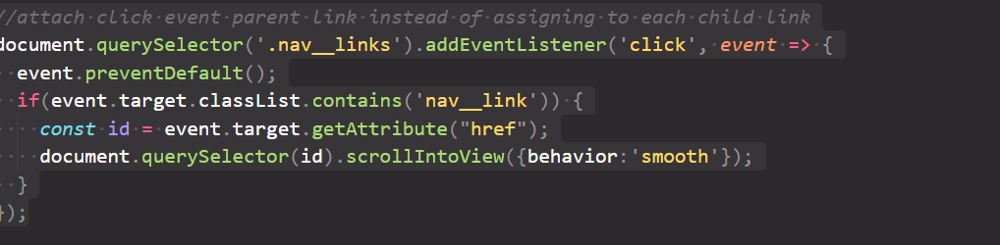 //attach click event parent link instead of assigning to each child link
document.querySelector('.nav__links').addEventListener('click', event => {
event.preventDefault();
if(event.target.classList.contains('nav__link')) {
const id = event.target.getAttribute("href");
document.querySelector(id).scrollIntoView({behavior:'smooth'});
}
});